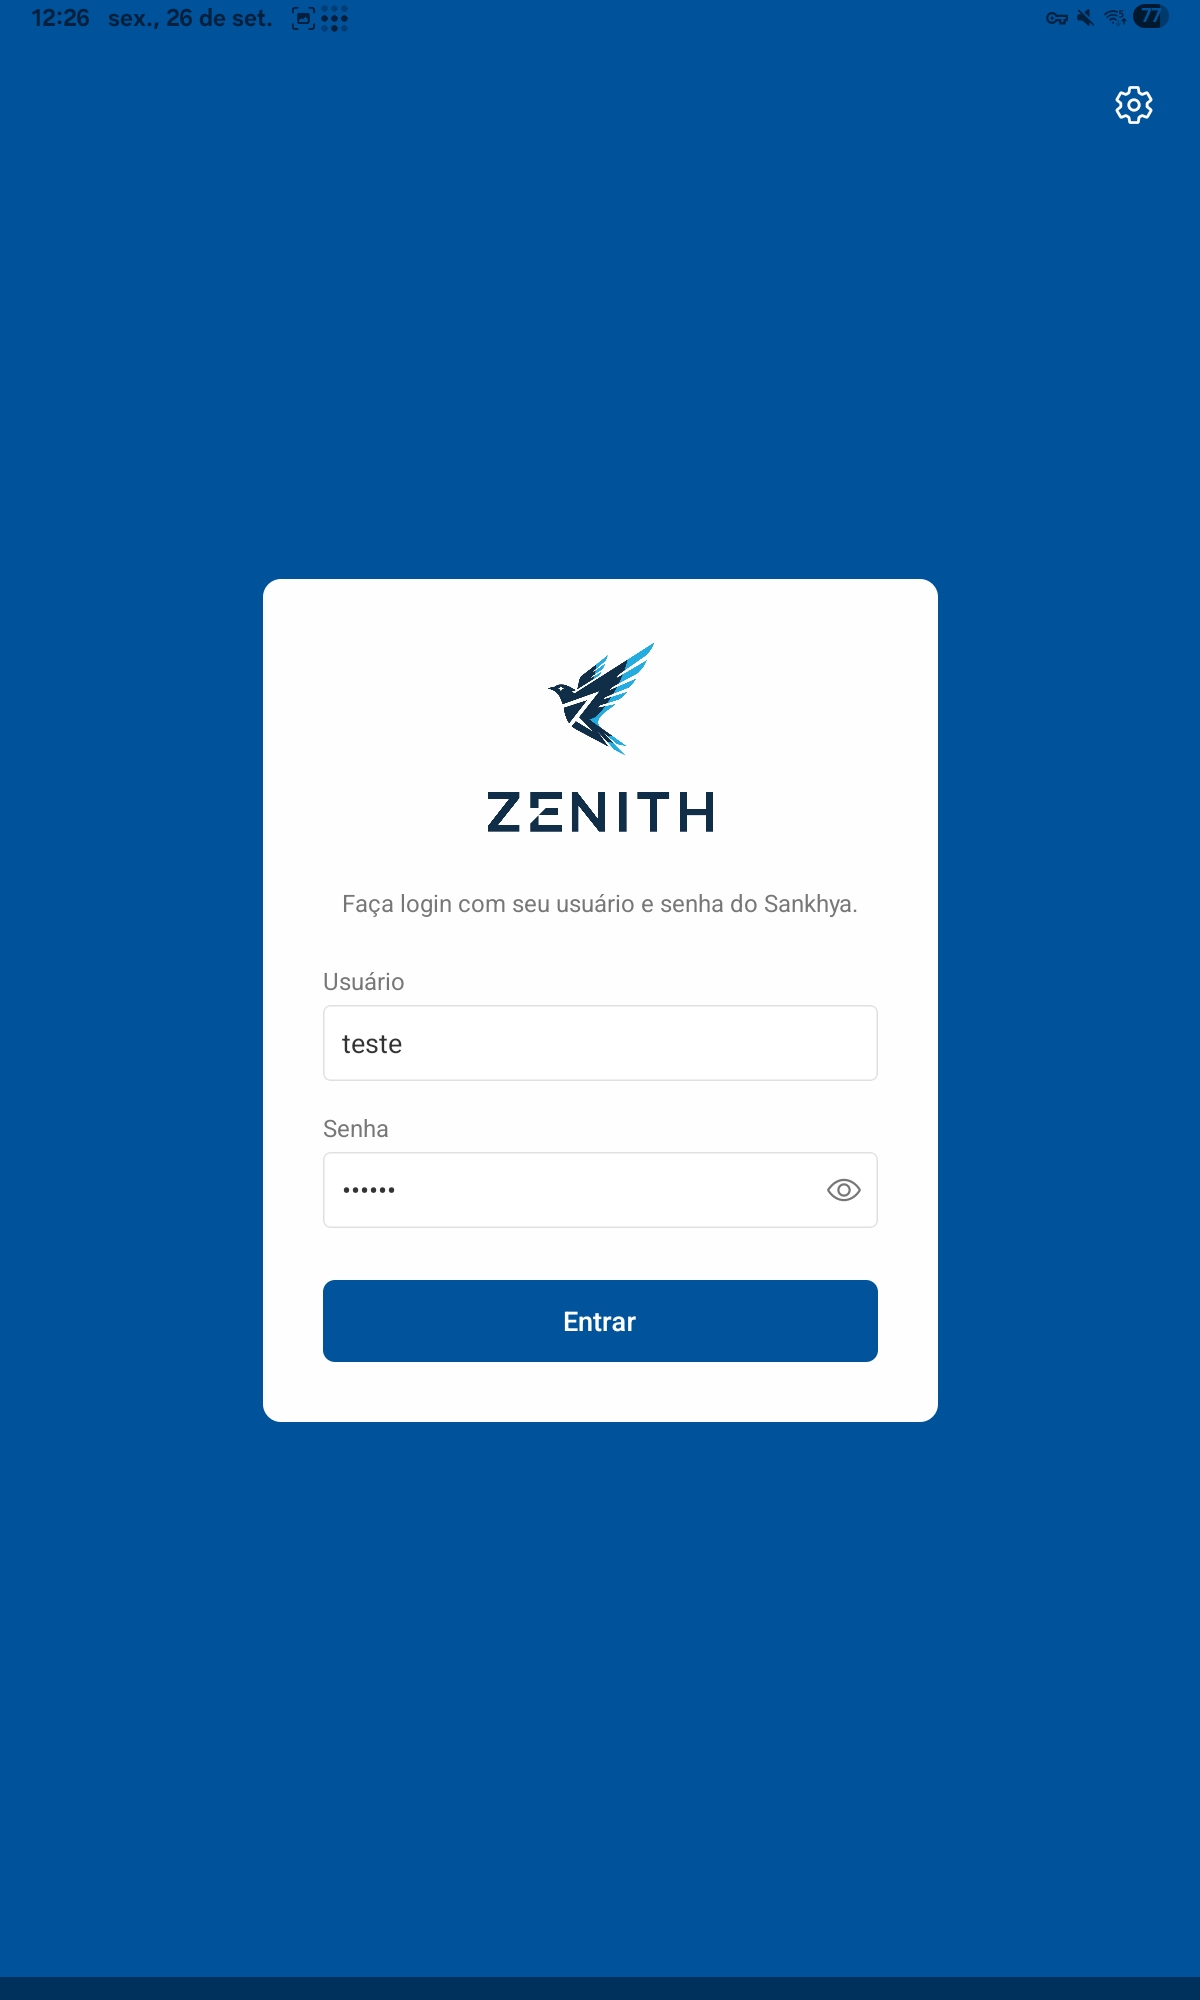 12:26 sex., 26 de set. 77
ZENITH
Faça login com seu usuário e senha do Sankhya.
Usuário
teste
Senha
••••••
Entrar